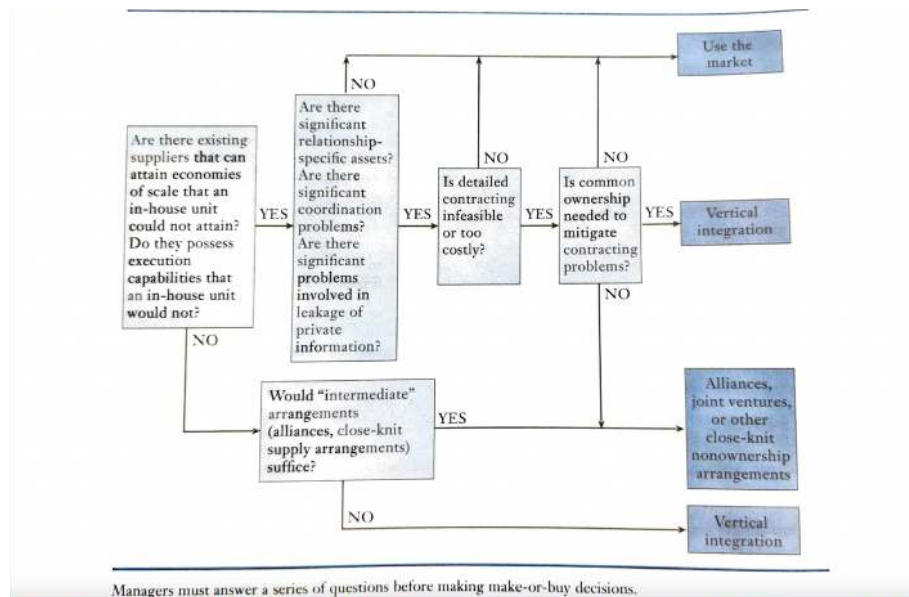 Use the
market
NO
Are there
significant
relationship-
specific assets?
Are there
significant
coordination
problems?
Are there
significant
problems
involved in
leakage of
private
information?
Are there existing
suppliers that can
attain economies
of scale that an
in-house unit
could not attain?
Do they possess
execution
capabilities that
an in-house unit
would not?
YES
YES
NO
Is detailed
contracting
infeasible
or too
costly?
YES
NO
Is common
ownership
needed to
mitigate
contracting
problems?
YES
Vertical
integration
NO
NO
Would “intermediate”
arrangements
(alliances, close-knit
supply arrangements)
suffice?
YES
Alliances,
joint ventures,
or other
close-knit
nonownership
arrangements
NO
Vertical
integration
Managers must answer a series of questions before making make-or-buy decisions.